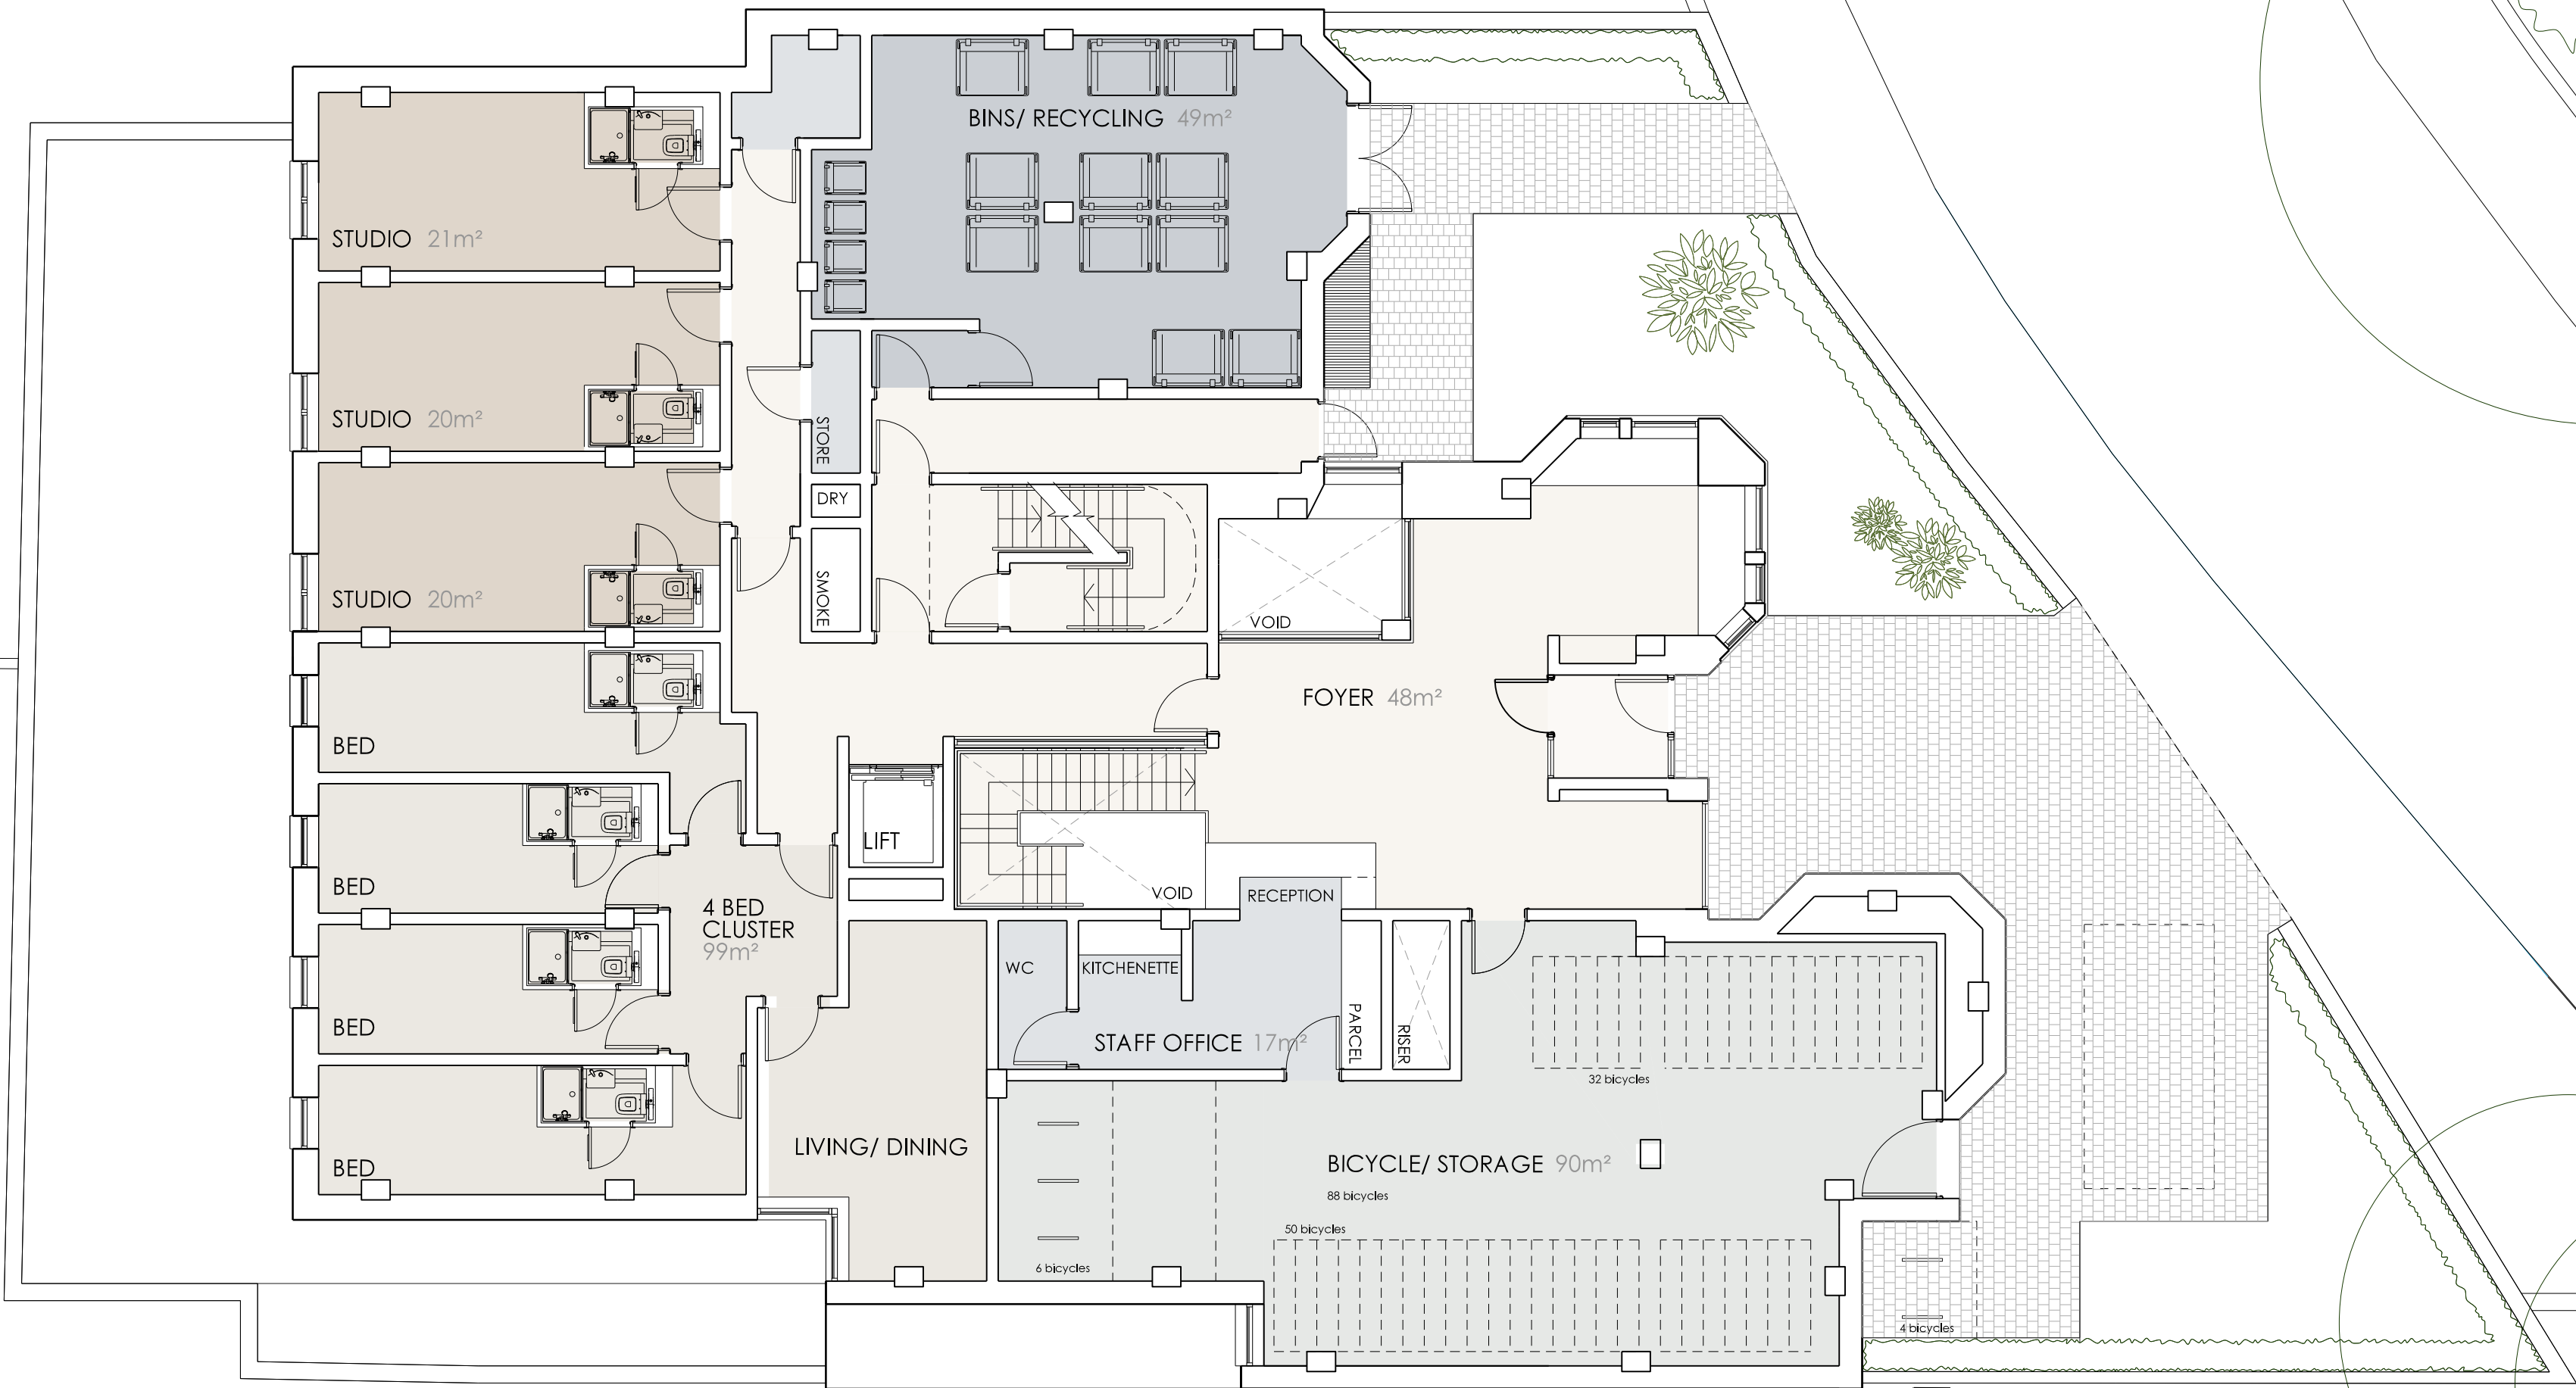 BINS/ RECYCLING 49m²
STUDIO 21m²
STUDIO 20m²
STORE
DRY
SMOKE
STUDIO 20m²
VOID
FOYER 48m²
BED
LIFT
VOID
RECEPTION
BED
4 BED
CLUSTER
99m²
WC
KITCHENETTE
BED
STAFF OFFICE 17m²
PARCEL
RISER
32 bicycles
BED
LIVING/ DINING
BICYCLE/ STORAGE 90m²
88 bicycles
50 bicycles
6 bicycles
4 bicycles